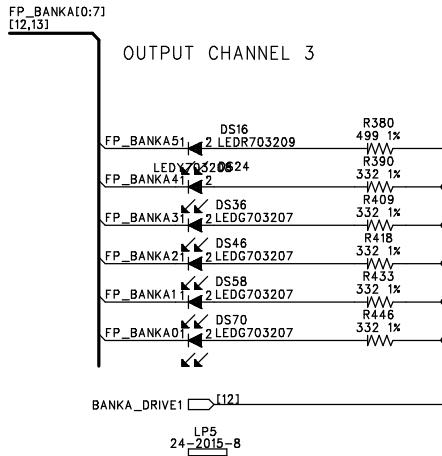 FP_BANKA[0:7]
[12,13]
OUTPUT CHANNEL 3
R380
499 1%
DS16
FP_BANKA5 1 2 LEDR703209
R390
332 1%
LEDY703208 DS24
FP_BANKA4 1 2
R409
332 1%
DS36
FP_BANKA3 1 2 LEDG703207
R418
332 1%
DS46
FP_BANKA2 1 2 LEDG703207
R433
332 1%
DS58
FP_BANKA1 1 2 LEDG703207
R446
332 1%
DS70
FP_BANKA0 1 2 LEDG703207
BANKA_DRIVE1 [12]
LP5
24-2015-8